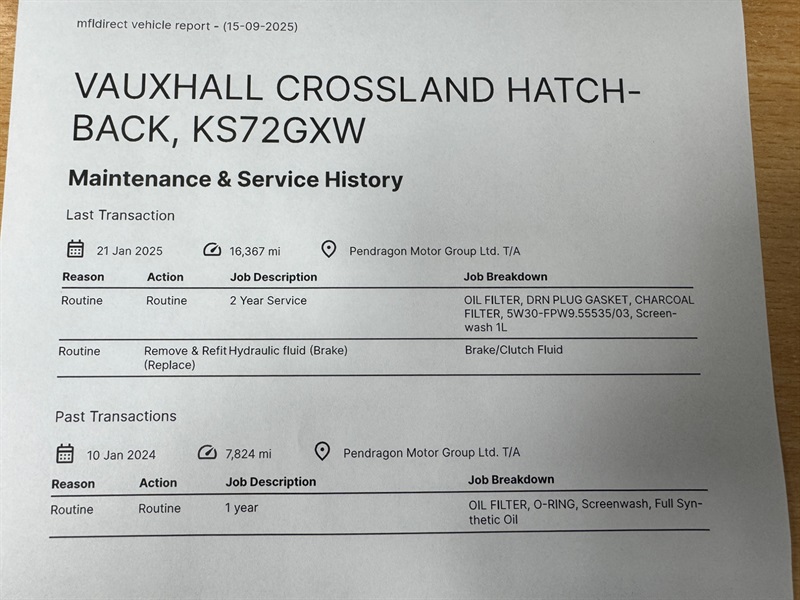 mfldirect vehicle report - (15-09-2025)
VAUXHALL CROSSLAND HATCH-
BACK, KS72GXW
Maintenance & Service History
Last Transaction
21 Jan 2025 16,367 mi Pendragon Motor Group Ltd. T/A
Reason Action Job Description Job Breakdown
Routine Routine 2 Year Service OIL FILTER, DRN PLUG GASKET, CHARCOAL
FILTER, 5W30-FPW9.55535/03, Screen-
wash 1L
Routine Remove & Refit Hydraulic fluid (Brake) Brake/Clutch Fluid
(Replace)
Past Transactions
10 Jan 2024 7,824 mi Pendragon Motor Group Ltd. T/A
Reason Action Job Description Job Breakdown
Routine Routine 1 year OIL FILTER, O-RING, Screenwash, Full Syn-
thetic Oil